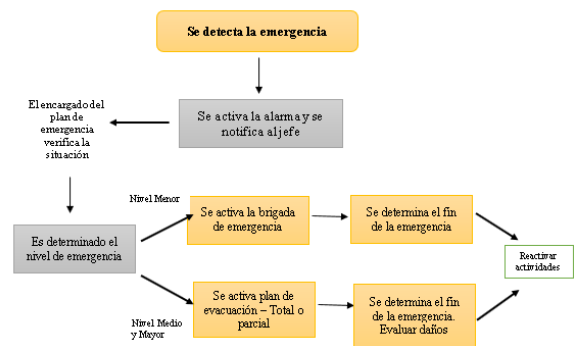 Se detecta la emergencia
El encargado del
plan de
emergencia
verifica la
situación
Se activa la alarma y se
notifica al jefe
Nivel Menor
Se activa la brigada
de emergencia
Se determina el fin
de la emergencia
Es determinado el
nivel de emergencia
Reactivar
actividades
Nivel Medio
y Mayor
Se activa plan de
evacuación – Total o
parcial
Se determina el fin
de la emergencia.
Evaluar daños